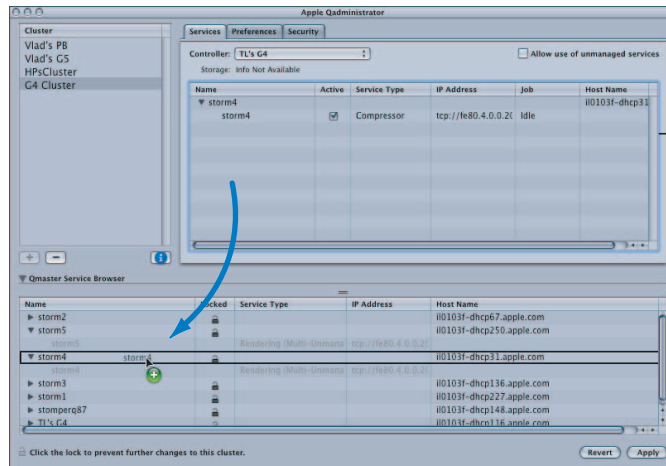 Apple Qadministrator
Cluster
Vlad's PB
Vlad's G5
HPsCluster
G4 Cluster
Services Preferences Security
Controller: TL's G4
Allow use of unmanaged services
Storage: Info Not Available
Name Active Service Type IP Address Job Host Name
storm4 il0103f-dhcp31
storm4 Compressor tcp://fe80.4.0.0.2( Idle
Qmaster Service Browser
Name Locked Service Type IP Address Host Name
storm2 il0103f-dhcp67.apple.com
storm5 il0103f-dhcp250.apple.com
storm5 Rendering (Multi-Unmana tcp://fe80.4.0.0.2(
storm4 storm4 il0103f-dhcp31.apple.com
storm4 Rendering (Multi-Unmana tcp://fe80.4.0.0.2(
storm3 il0103f-dhcp136.apple.com
storm1 il0103f-dhcp227.apple.com
stomperq87 il0103f-dhcp148.apple.com
TL's G4 il0103f-dhcp116.apple.com
Click the lock to prevent further changes to this cluster.
Revert Apply